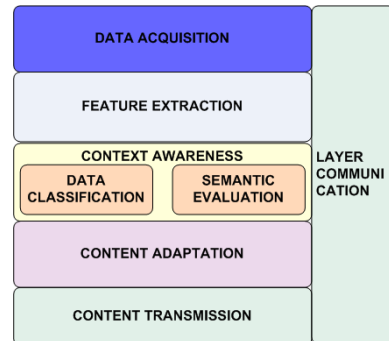 DATA ACQUISITION
FEATURE EXTRACTION
CONTEXT AWARENESS
DATA
CLASSIFICATION
SEMANTIC
EVALUATION
CONTENT ADAPTATION
CONTENT TRANSMISSION
LAYER
COMMUNI
CATION